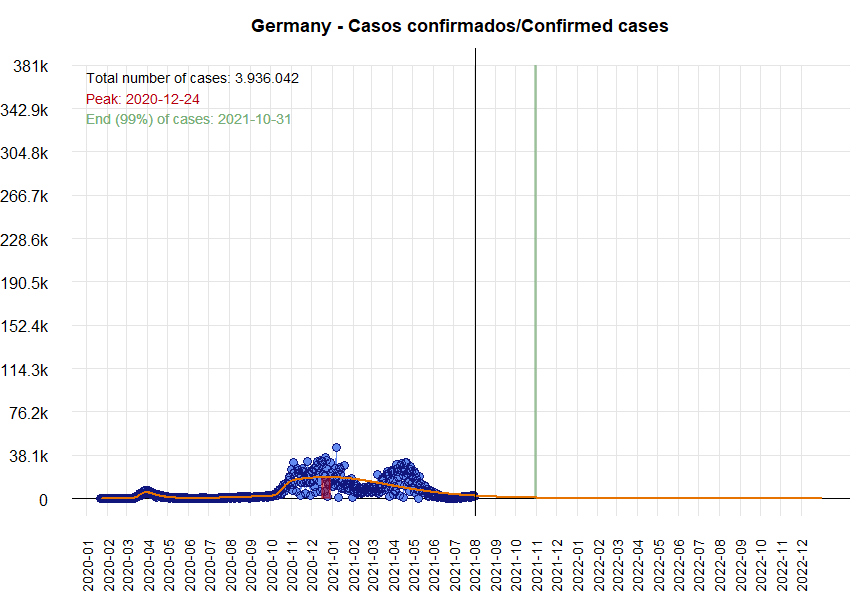 Germany - Casos confirmados/Confirmed cases
381k
342.9k
304.8k
266.7k
228.6k
190.5k
152.4k
114.3k
76.2k
38.1k
0
Total number of cases: 3.936.042
Peak: 2020-12-24
End (99%) of cases: 2021-10-31
2020-01
2020-02
2020-03
2020-04
2020-05
2020-06
2020-07
2020-08
2020-09
2020-10
2020-11
2020-12
2021-01
2021-02
2021-03
2021-04
2021-05
2021-06
2021-07
2021-08
2021-09
2021-10
2021-11
2021-12
2022-01
2022-02
2022-03
2022-04
2022-05
2022-06
2022-07
2022-08
2022-09
2022-10
2022-11
2022-12